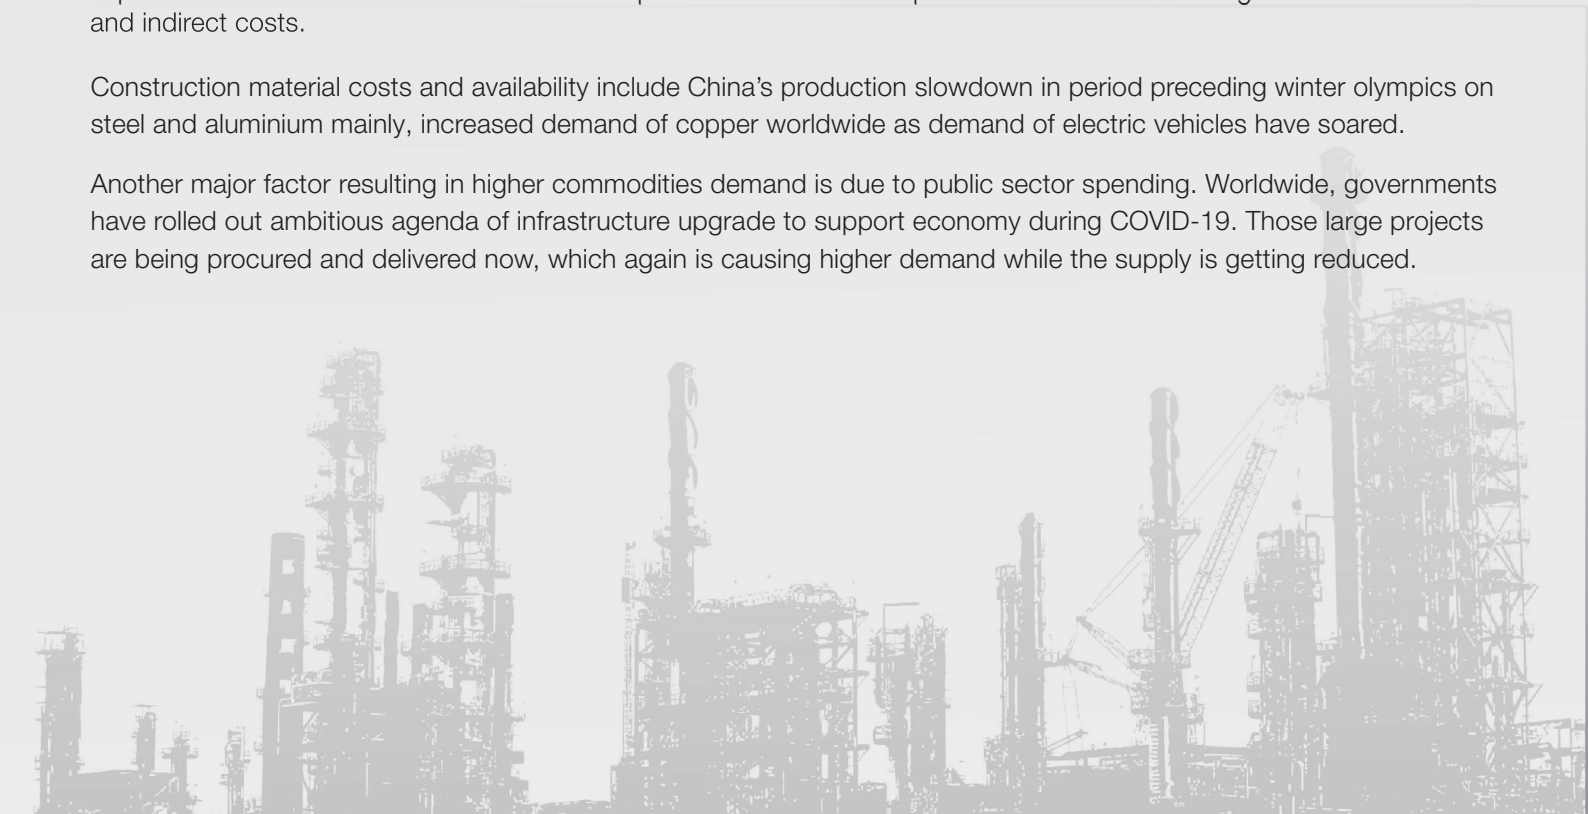 and indirect costs.
Construction material costs and availability include China’s production slowdown in period preceding winter olympics on
steel and aluminium mainly, increased demand of copper worldwide as demand of electric vehicles have soared.
Another major factor resulting in higher commodities demand is due to public sector spending. Worldwide, governments
have rolled out ambitious agenda of infrastructure upgrade to support economy during COVID-19. Those large projects
are being procured and delivered now, which again is causing higher demand while the supply is getting reduced.